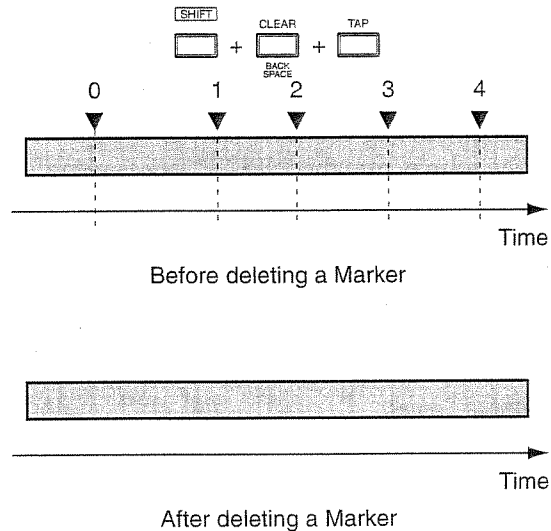 SHIFT
CLEAR TAP
+ +
BACK
SPACE
0 1 2 3 4
Time
Before deleting a Marker
Time
After deleting a Marker